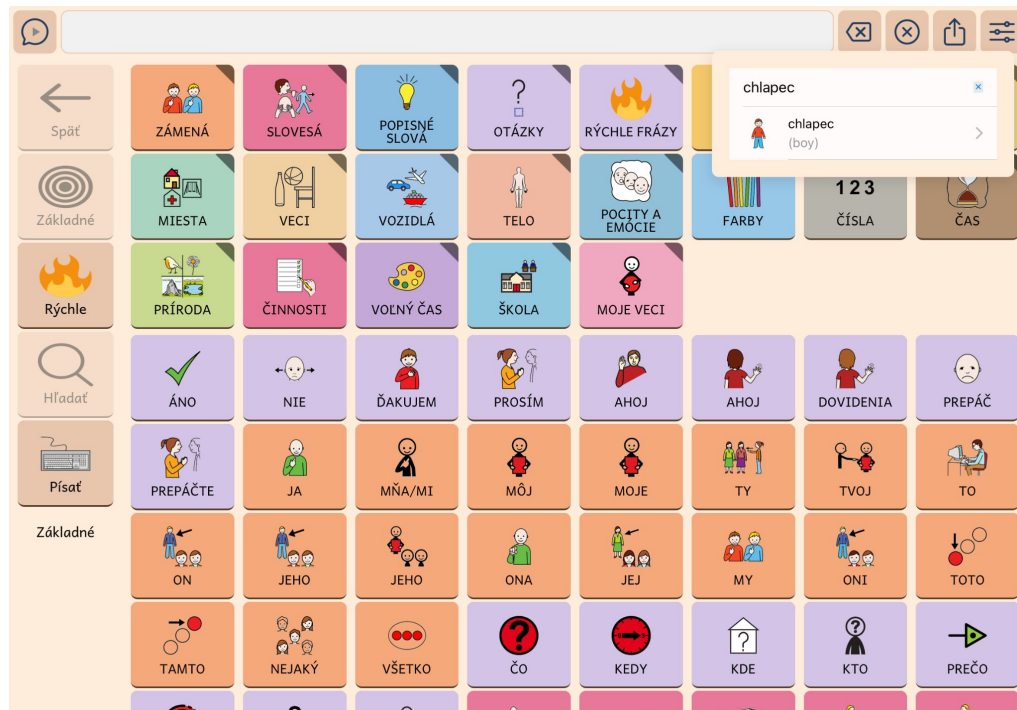 chlapec
chlapec
(boy)
Späť
ZÁMENÁ
SLOVESÁ
POPISNÉ
SLOVÁ
OTÁZKY
RÝCHLE FRÁZY
Základné
MIESTA
VECI
VOZIDLÁ
TELO
POCITY A
EMÓCIE
FARBY
123
ČÍSLA
ČAS
Rýchle
PRÍRODA
ČINNOSTI
VOĽNÝ ČAS
ŠKOLA
MOJE VECI
Hľadať
ÁNO
NIE
ĎAKUJEM
PROSÍM
AHOJ
AHOJ
DOVIDENIA
PREPÁČ
Písať
PREPÁČTE
JA
MŇA/MI
MÔJ
MOJE
TY
TVOJ
TO
Základné
ON
JEHO
JEHO
ONA
JEJ
MY
ONI
TOTO
TAMTO
NEJAKÝ
VŠETKO
ČO
KEDY
KDE
KTO
PREČO